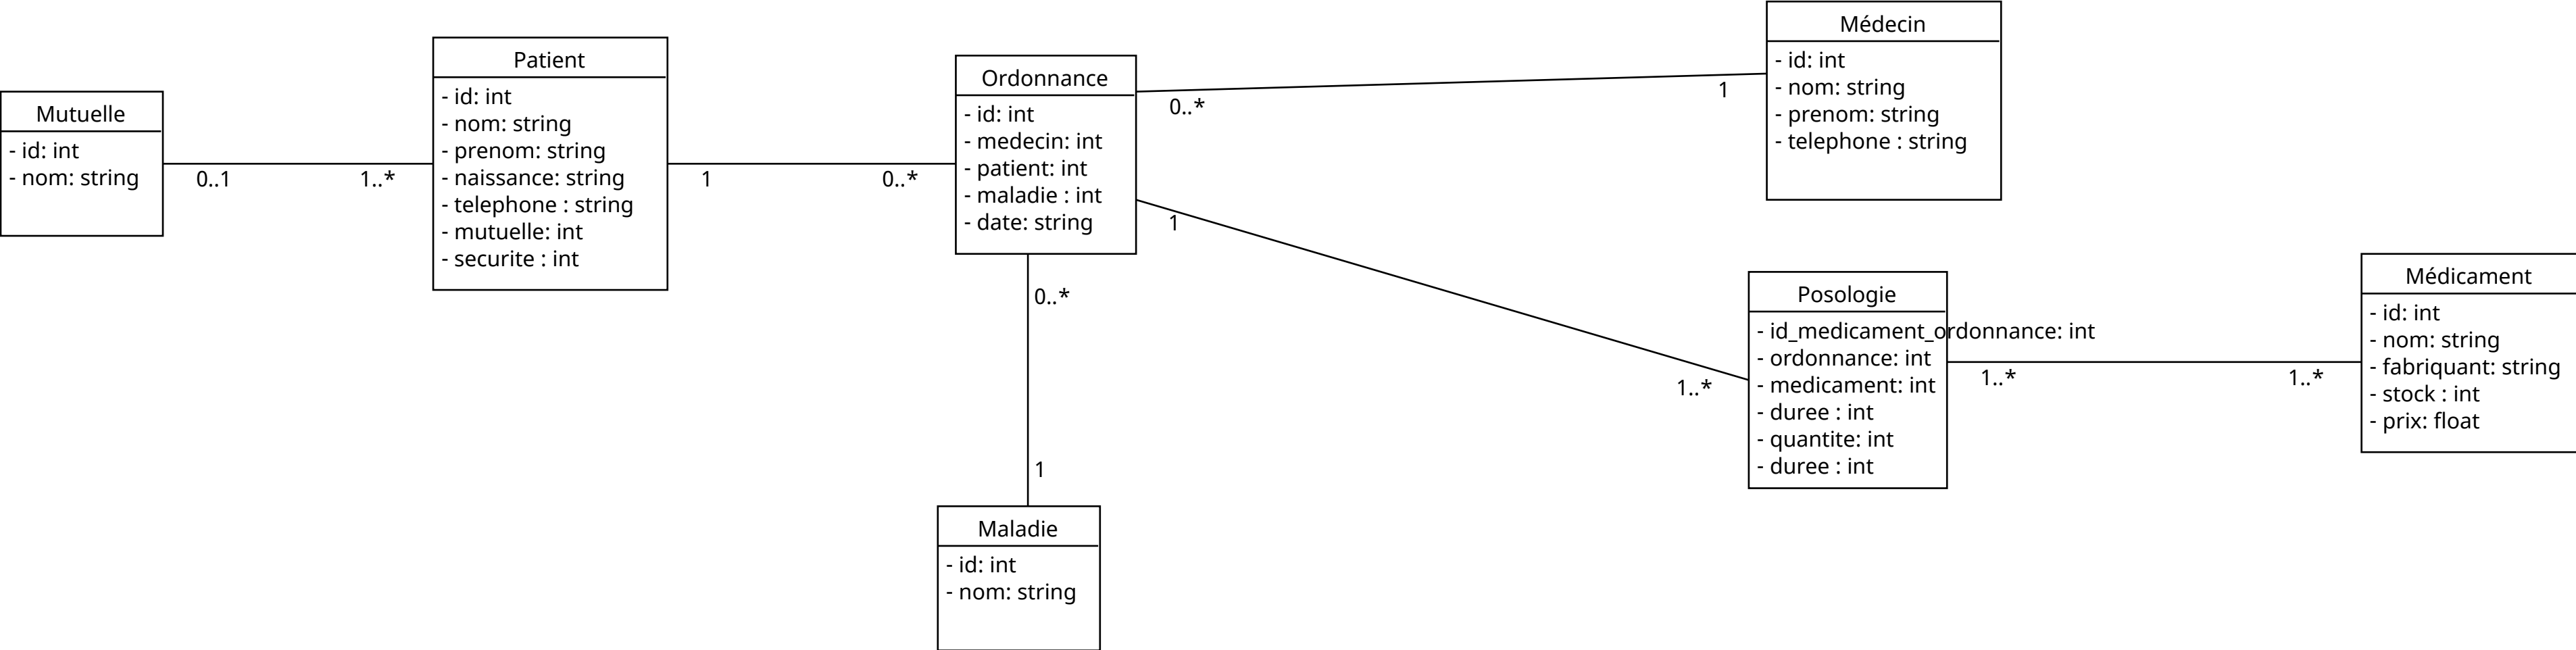 Mutuelle
- id: int
- nom: string
0..1
1..*
Patient
- id: int
- nom: string
- prenom: string
- naissance: string
- telephone : string
- mutuelle: int
- securite : int
1
0..*
Ordonnance
- id: int
- medecin: int
- patient: int
- maladie : int
- date: string
0..*
1
Médecin
- id: int
- nom: string
- prenom: string
- telephone : string
1
1..*
Posologie
- id_medicament_ordonnance: int
- ordonnance: int
- medicament: int
- duree : int
- quantite: int
- duree : int
1..*
1..*
Médicament
- id: int
- nom: string
- fabriquant: string
- stock : int
- prix: float
0..*
1
Maladie
- id: int
- nom: string